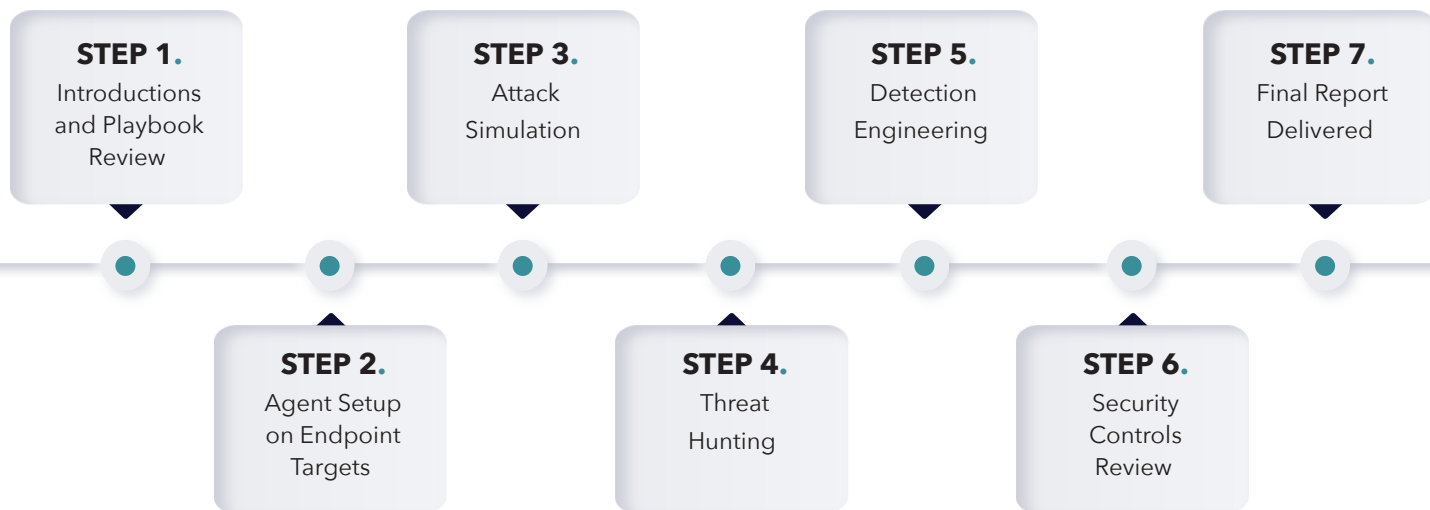 STEP 1.
Introductions
and Playbook
Review
STEP 2.
Agent Setup
on Endpoint
Targets
STEP 3.
Attack
Simulation
STEP 4.
Threat
Hunting
STEP 5.
Detection
Engineering
STEP 6.
Security
Controls
Review
STEP 7.
Final Report
Delivered